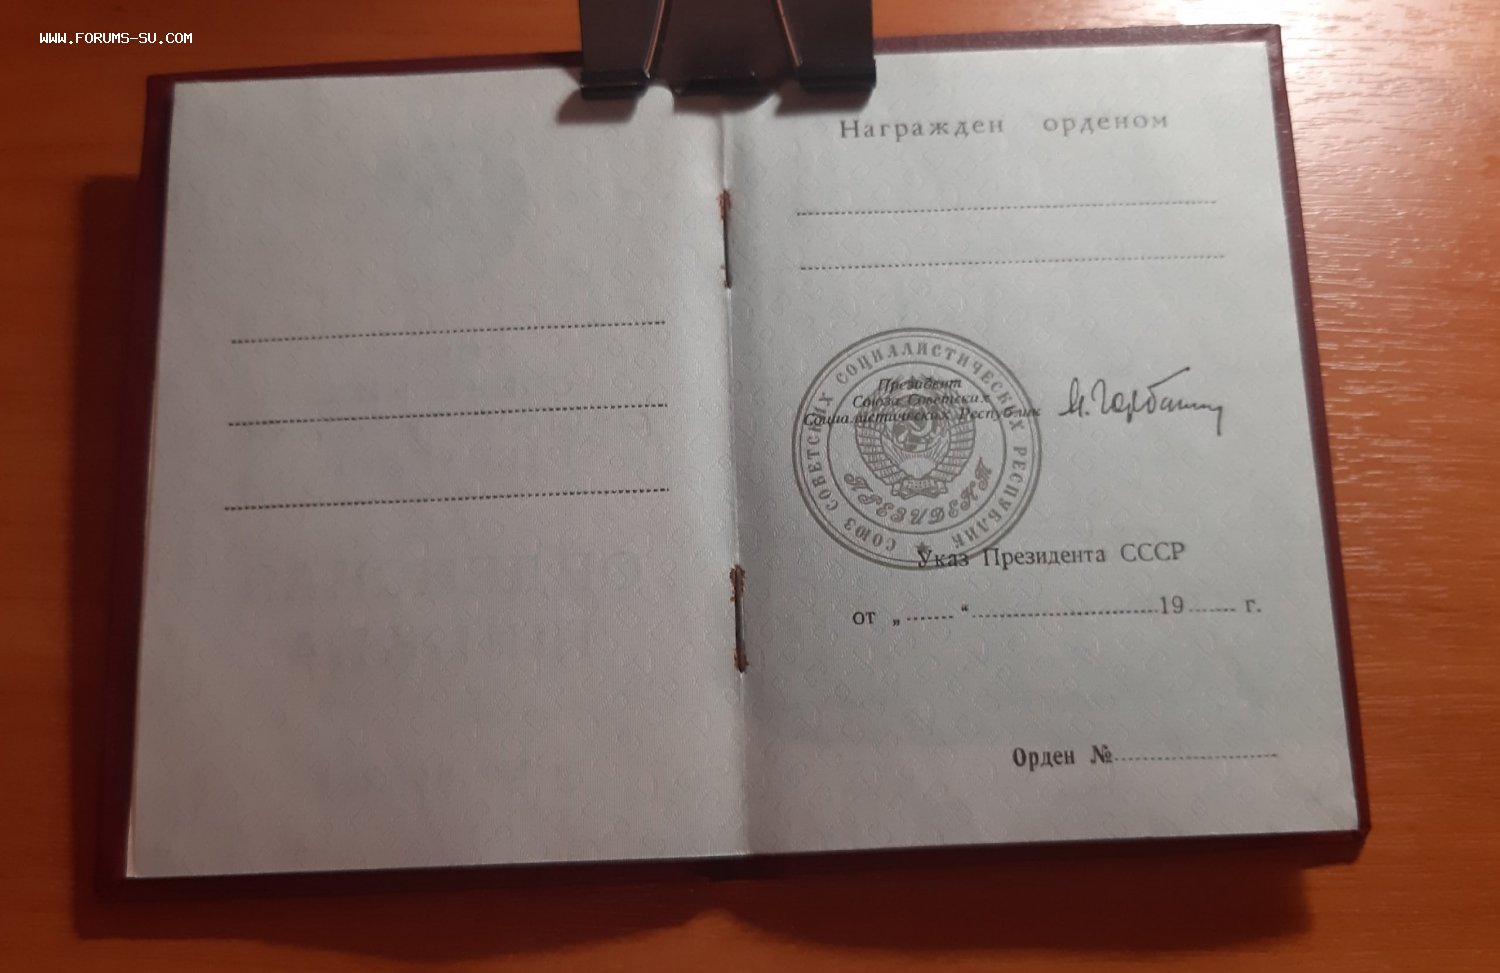 WWW.FORUMS-SU.COM
Награжден орденом
СОЮЗ СОВЕТСКИХ СОЦИАЛИСТИЧЕСКИХ РЕСПУБЛИК
Президент
Союза Советских
Социалистических Республик
М. Горбачев
ПРЕЗИДЕНТ
Указ Президента СССР
от „ ....... “ .............................. 19 ....... г.
Орден № ..............................